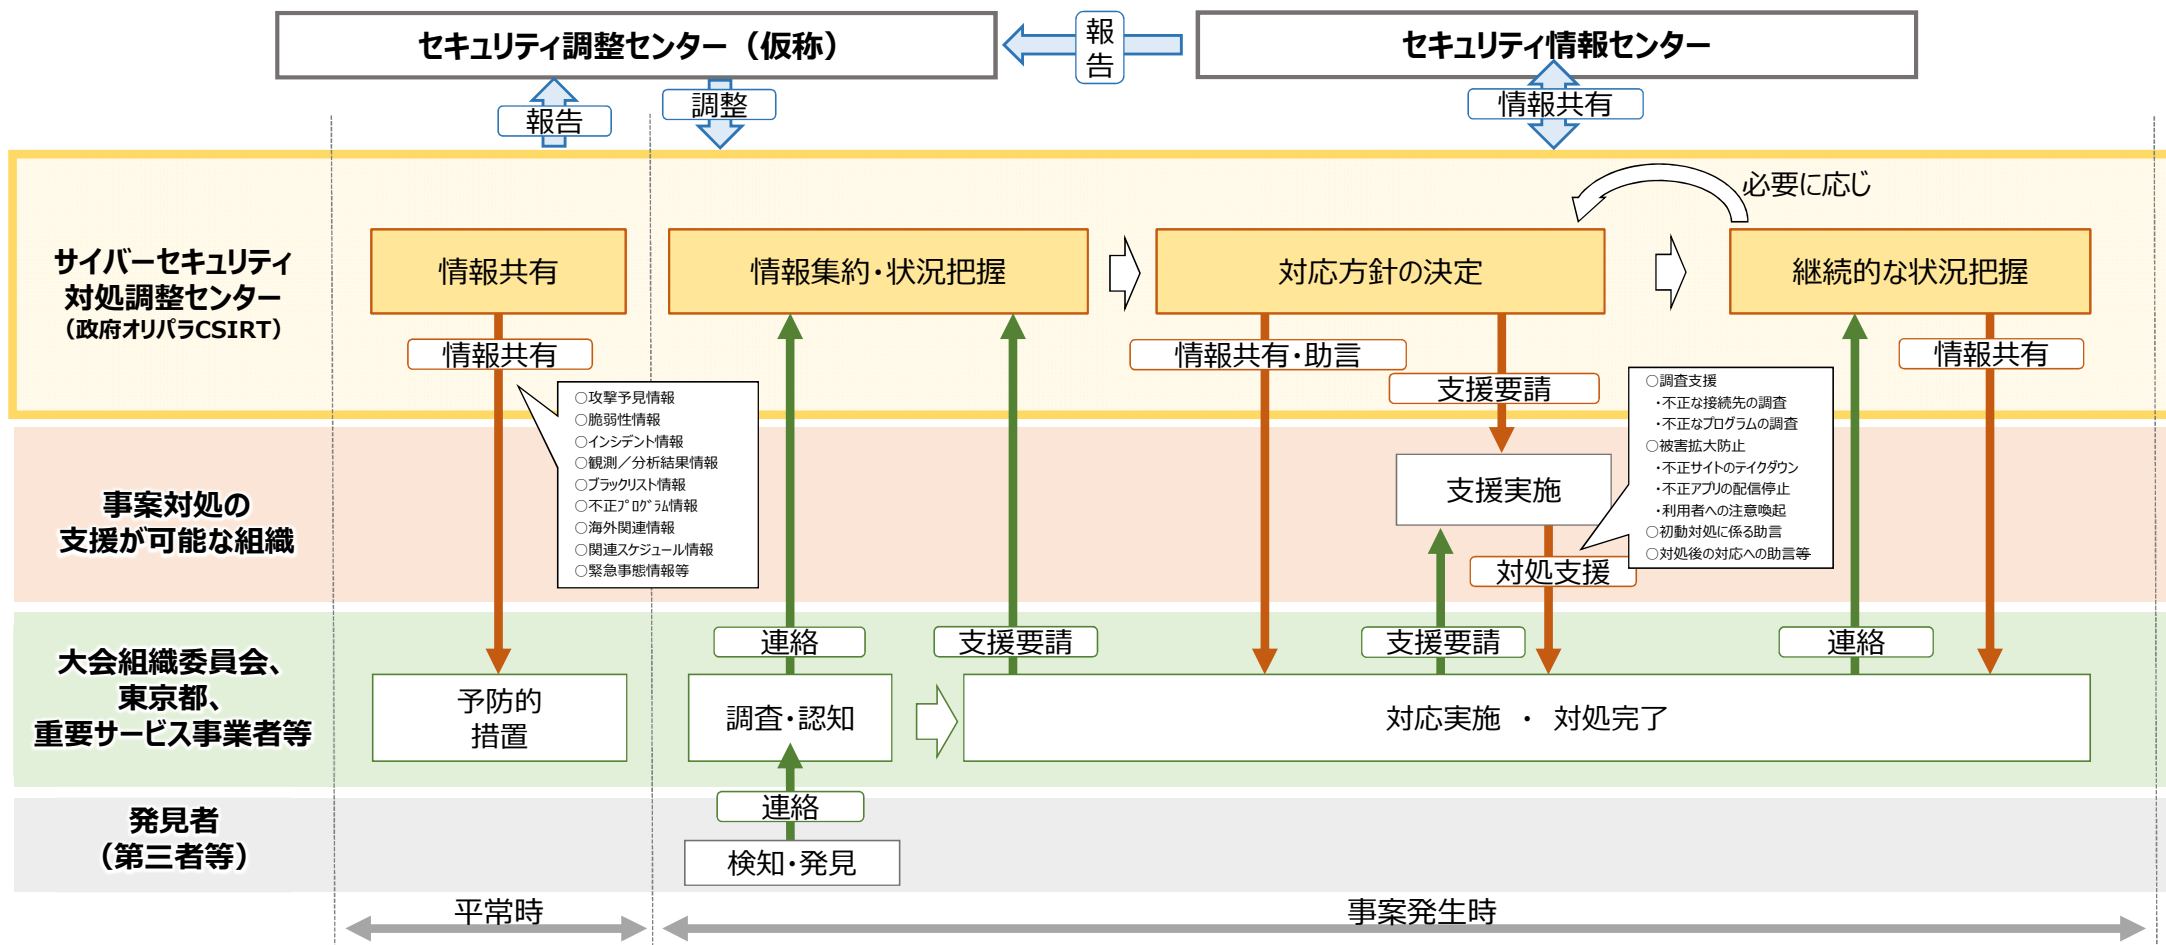 セキュリティ調整センター（仮称）
報
告
セキュリティ情報センター
報告
調整
情報共有
必要に応じ
サイバーセキュリティ
対処調整センター
（政府オリパラCSIRT）
情報共有
情報集約・状況把握
対応方針の決定
継続的な状況把握
情報共有
情報共有・助言
支援要請
情報共有
○攻撃予見情報
○脆弱性情報
○インシデント情報
○観測／分析結果情報
○ブラックリスト情報
○不正ﾌﾟﾛｸﾞﾗﾑ情報
○海外関連情報
○関連スケジュール情報
○緊急事態情報等
○調査支援
・不正な接続先の調査
・不正なプログラムの調査
○被害拡大防止
・不正サイトのテイクダウン
・不正アプリの配信停止
・利用者への注意喚起
○初動対処に係る助言
○対処後の対応への助言等
事案対処の
支援が可能な組織
支援実施
対処支援
大会組織委員会、
東京都、
重要サービス事業者等
連絡
支援要請
支援要請
連絡
予防的
措置
調査・認知
対応実施 ・ 対処完了
発見者
（第三者等）
連絡
検知・発見
平常時
事案発生時